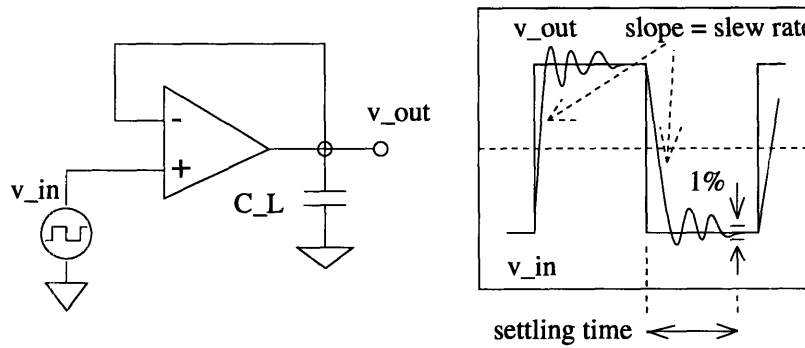 -
+
v_in
C_L
v_out
v_out
slope = slew rate
1%
v_in
settling time